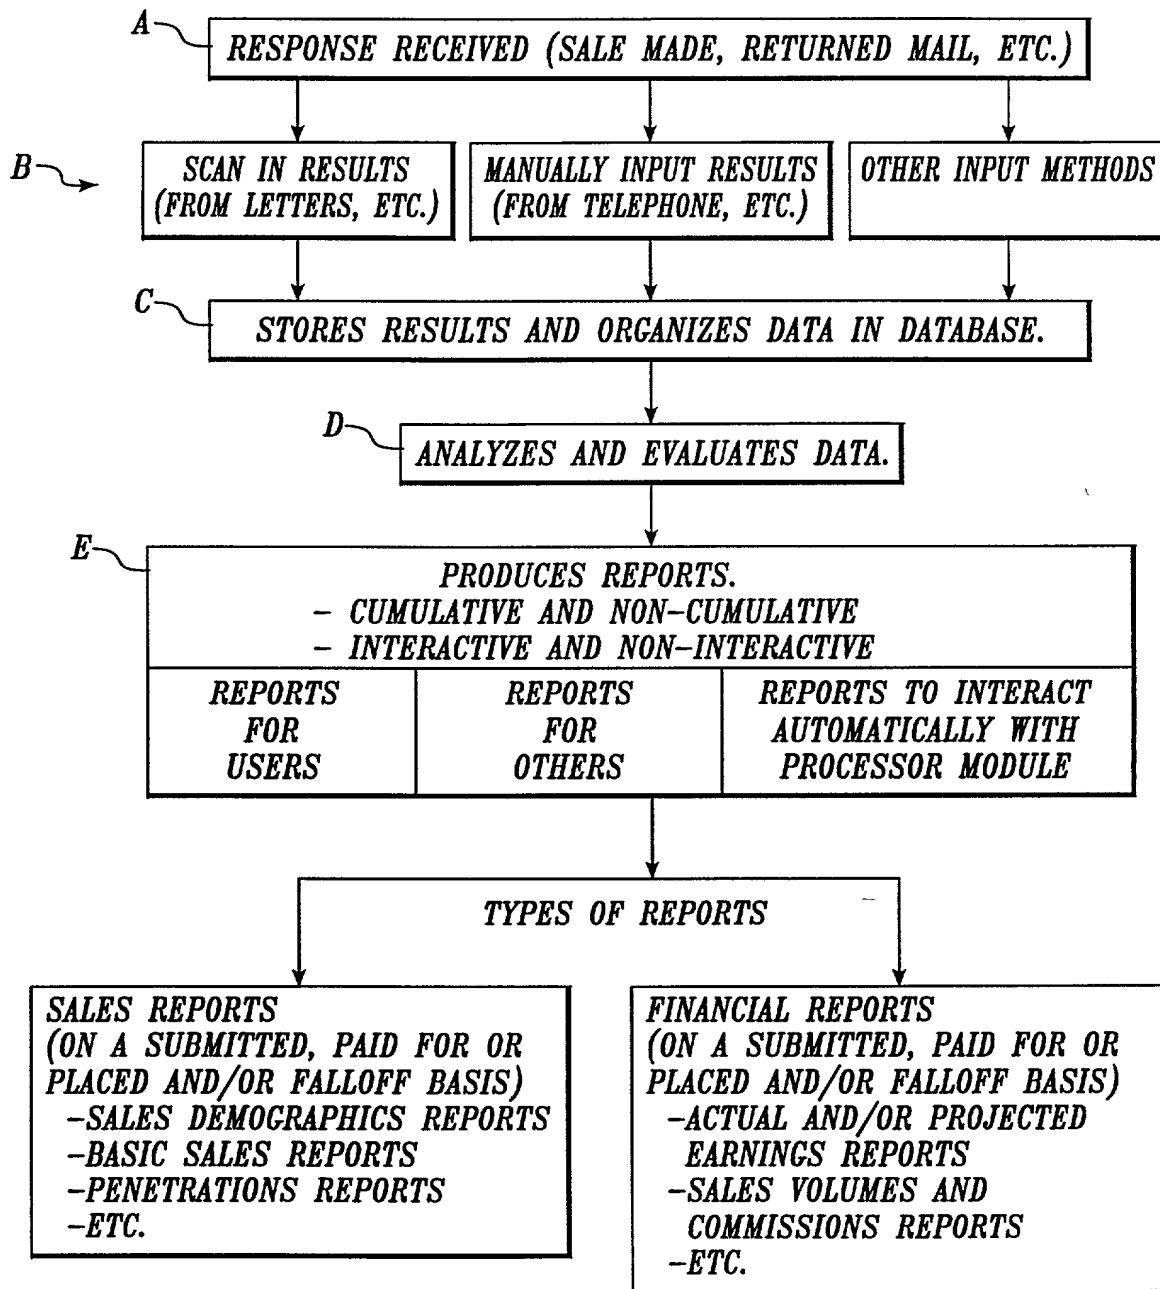 A
RESPONSE RECEIVED (SALE MADE, RETURNED MAIL, ETC.)
B
SCAN IN RESULTS
(FROM LETTERS, ETC.)
MANUALLY INPUT RESULTS
(FROM TELEPHONE, ETC.)
OTHER INPUT METHODS
C
STORES RESULTS AND ORGANIZES DATA IN DATABASE.
D
ANALYZES AND EVALUATES DATA.
E
PRODUCES REPORTS.
- CUMULATIVE AND NON-CUMULATIVE
- INTERACTIVE AND NON-INTERACTIVE
REPORTS
FOR
USERS
REPORTS
FOR
OTHERS
REPORTS TO INTERACT
AUTOMATICALLY WITH
PROCESSOR MODULE
TYPES OF REPORTS
SALES REPORTS
(ON A SUBMITTED, PAID FOR OR
PLACED AND/OR FALLOFF BASIS)
-SALES DEMOGRAPHICS REPORTS
-BASIC SALES REPORTS
-PENETRATIONS REPORTS
-ETC.
FINANCIAL REPORTS
(ON A SUBMITTED, PAID FOR OR
PLACED AND/OR FALLOFF BASIS)
-ACTUAL AND/OR PROJECTED
EARNINGS REPORTS
-SALES VOLUMES AND
COMMISSIONS REPORTS
-ETC.